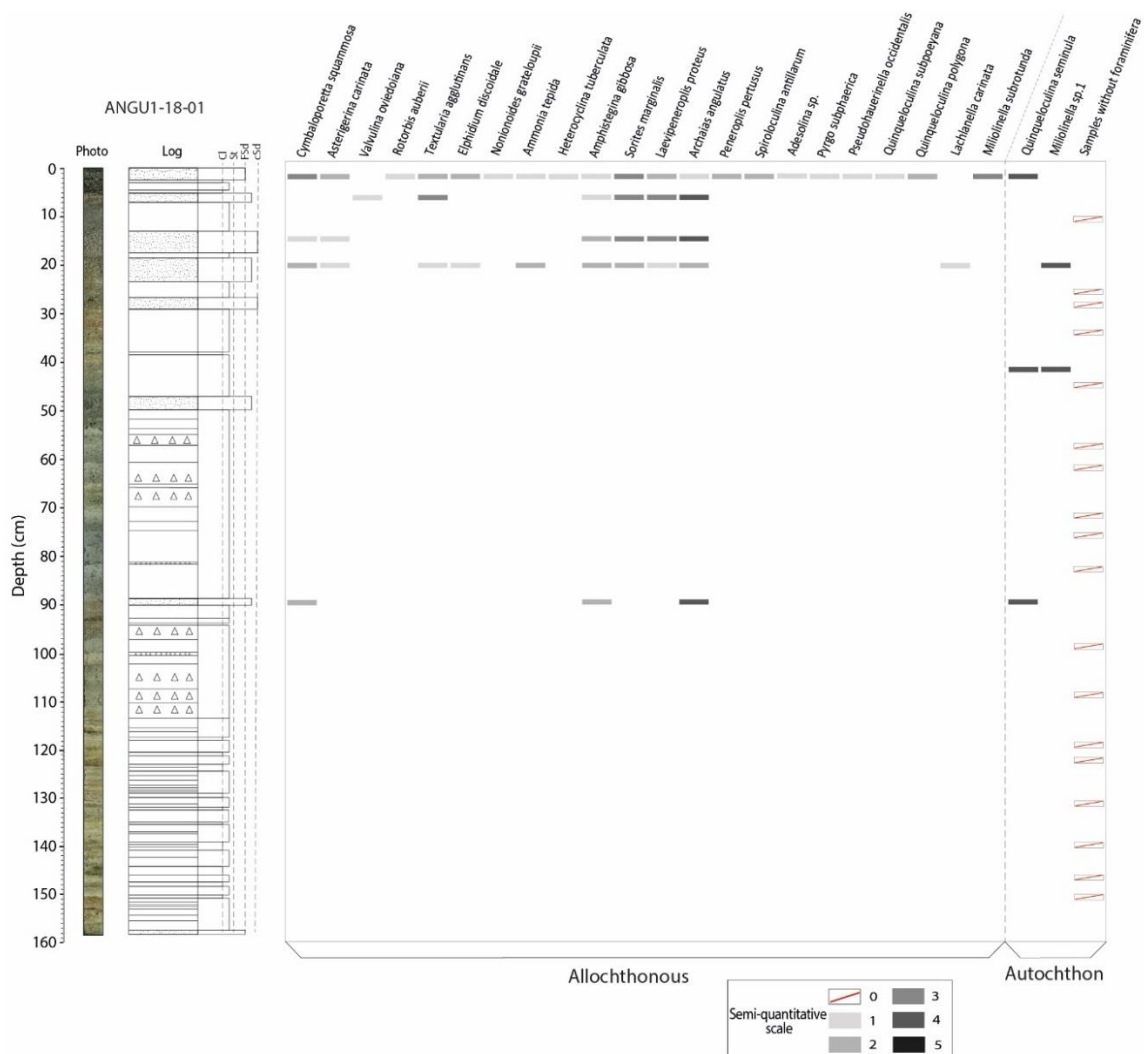 ANGU1-18-01
Photo
Log
Cl
St
FSd
cSd
Cymbaloporetta squammosa
Asterigerina carinata
Valvulina oviedoiana
Rotorbis auberii
Textularia agglutinans
Elphidium discoidale
Nonionoides grateloupii
Ammonia tepida
Heterocyclina tuberculata
Amphistegina gibbosa
Sorites marginalis
Laevipeneroplis proteus
Archaias angulatus
Peneroplis pertusus
Spiroloculina antillarum
Adesolina sp.
Pyrgo subphaerica
Pseudohauerinella occidentalis
Quinqueloculina subpoeyana
Quinqueloculina polygona
Lachlanella carinata
Miliolinella subrotunda
Quinqueloculina seminula
Miliolinella sp.1
Samples without foraminifera
Depth (cm)
0
10
20
30
40
50
60
70
80
90
100
110
120
130
140
150
160
Allochthonous
Autochthon
Semi-quantitative
scale
0
1
2
3
4
5